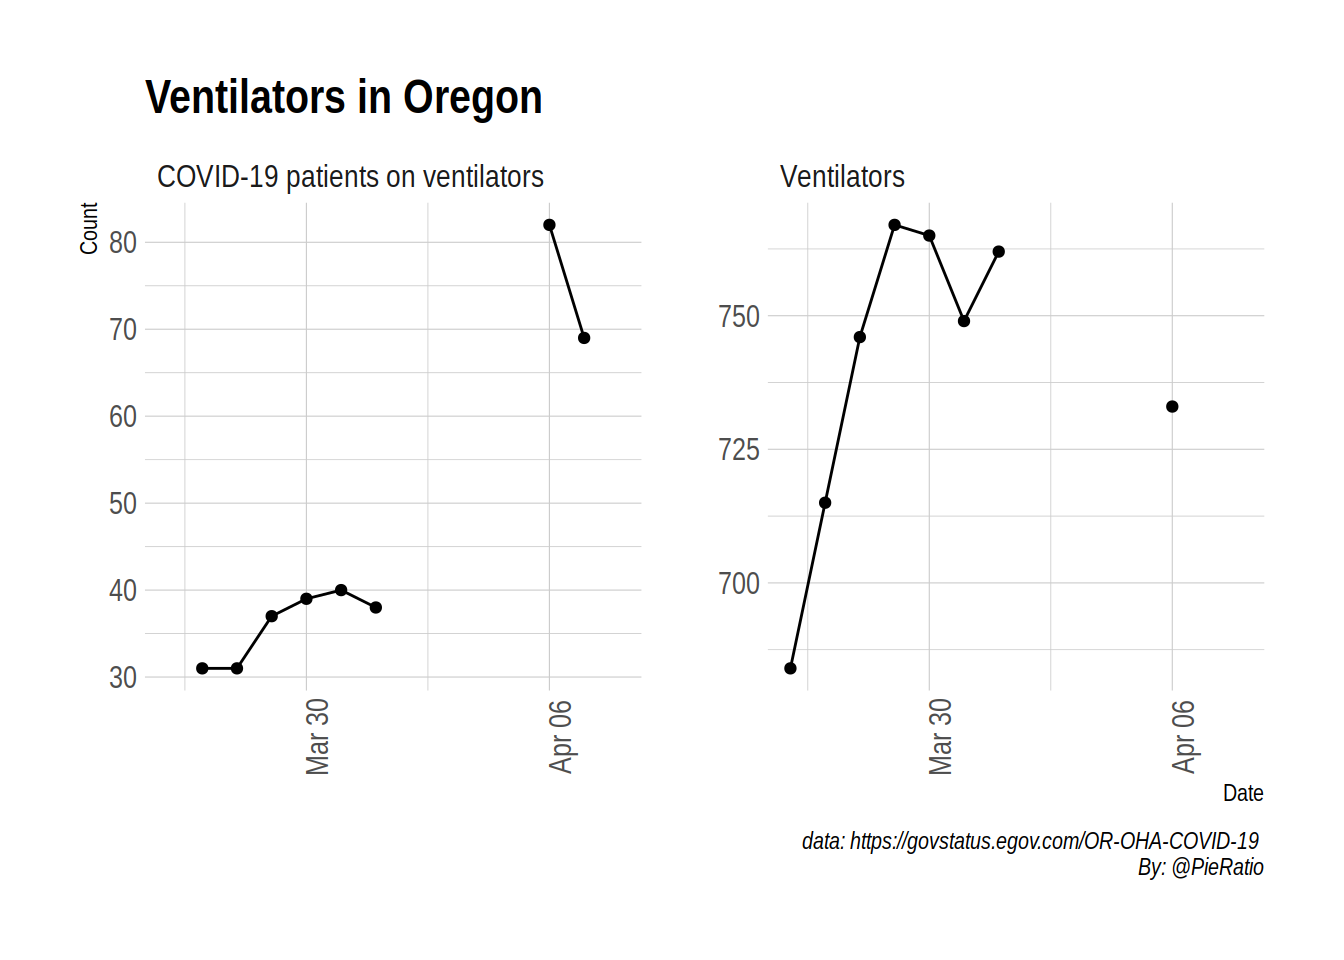 Ventilators in Oregon
COVID-19 patients on ventilators
Ventilators
Count
80
70
60
50
40
30
750
725
700
Mar 30
Apr 06
Mar 30
Apr 06
Date
data: https://govstatus.egov.com/OR-OHA-COVID-19
By: @PieRatio